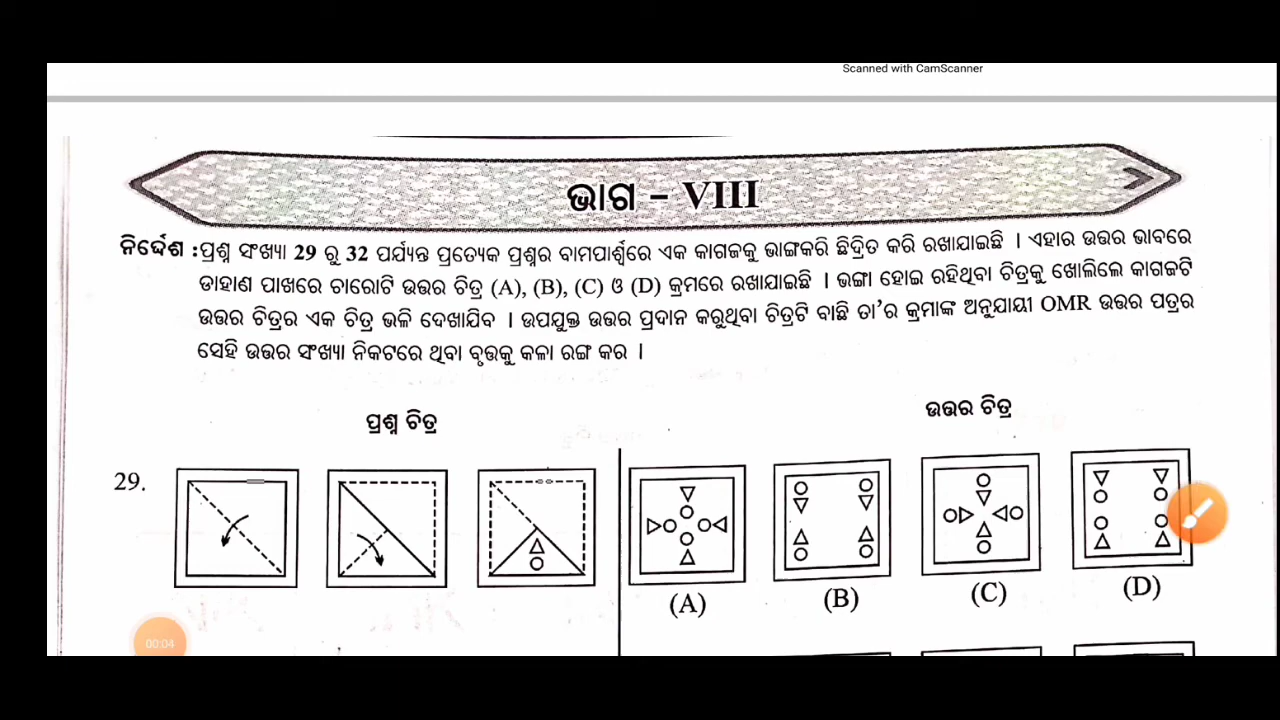 Scanned with CamScanner
ଭାଗ – VIII
ନିର୍ଦ୍ଦେଶ : ପ୍ରଶ୍ନ ସଂଖ୍ୟା 29 ରୁ 32 ପର୍ଯ୍ୟନ୍ତ ପ୍ରତ୍ୟେକ ପ୍ରଶ୍ନର ବାମପାର୍ଶ୍ୱରେ ଏକ କାଗଜକୁ ଭାଙ୍ଗକରି ଛିଦ୍ରିତ କରି ରଖାଯାଇଛି । ଏହାର ଉତ୍ତର ଭାବରେ
ଡାହାଣ ପାଖରେ ଚାରୋଟି ଉତ୍ତର ଚିତ୍ର (A), (B), (C) ଓ (D) କ୍ରମରେ ରଖାଯାଇଛି । ଭଙ୍ଗା ହୋଇ ରହିଥିବା ଚିତ୍ରକୁ ଖୋଲିଲେ କାଗଜଟି
ଉତ୍ତର ଚିତ୍ରର ଏକ ଚିତ୍ର ଭଳି ଦେଖାଯିବ । ଉପଯୁକ୍ତ ଉତ୍ତର ପ୍ରଦାନ କରୁଥିବା ଚିତ୍ରଟି ବାଛି ତା'ର କ୍ରମାଙ୍କ ଅନୁଯାୟୀ OMR ଉତ୍ତର ପତ୍ରର
ସେହି ଉତ୍ତର ସଂଖ୍ୟା ନିକଟରେ ଥିବା ବୃତ୍ତକୁ କଳା ରଙ୍ଗ କର ।
ପ୍ରଶ୍ନ ଚିତ୍ର
ଉତ୍ତର ଚିତ୍ର
29.
(A) (B) (C) (D)
00:04